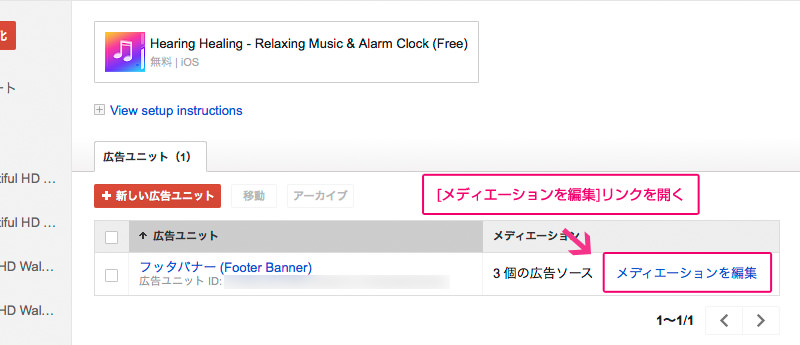 化
Hearing Healing - Relaxing Music & Alarm Clock (Free)
無料 | iOS
ート
View setup instructions
広告ユニット (1)
tiful HD ...
新しい広告ユニット
移動
アーカイブ
[メディエーションを編集]リンクを開く
tiful HD ...
広告ユニット
メディエーション
HD Wal...
フッタバナー (Footer Banner)
広告ユニット ID:
3 個の広告ソース
メディエーションを編集
HD Wal...
1〜1/1